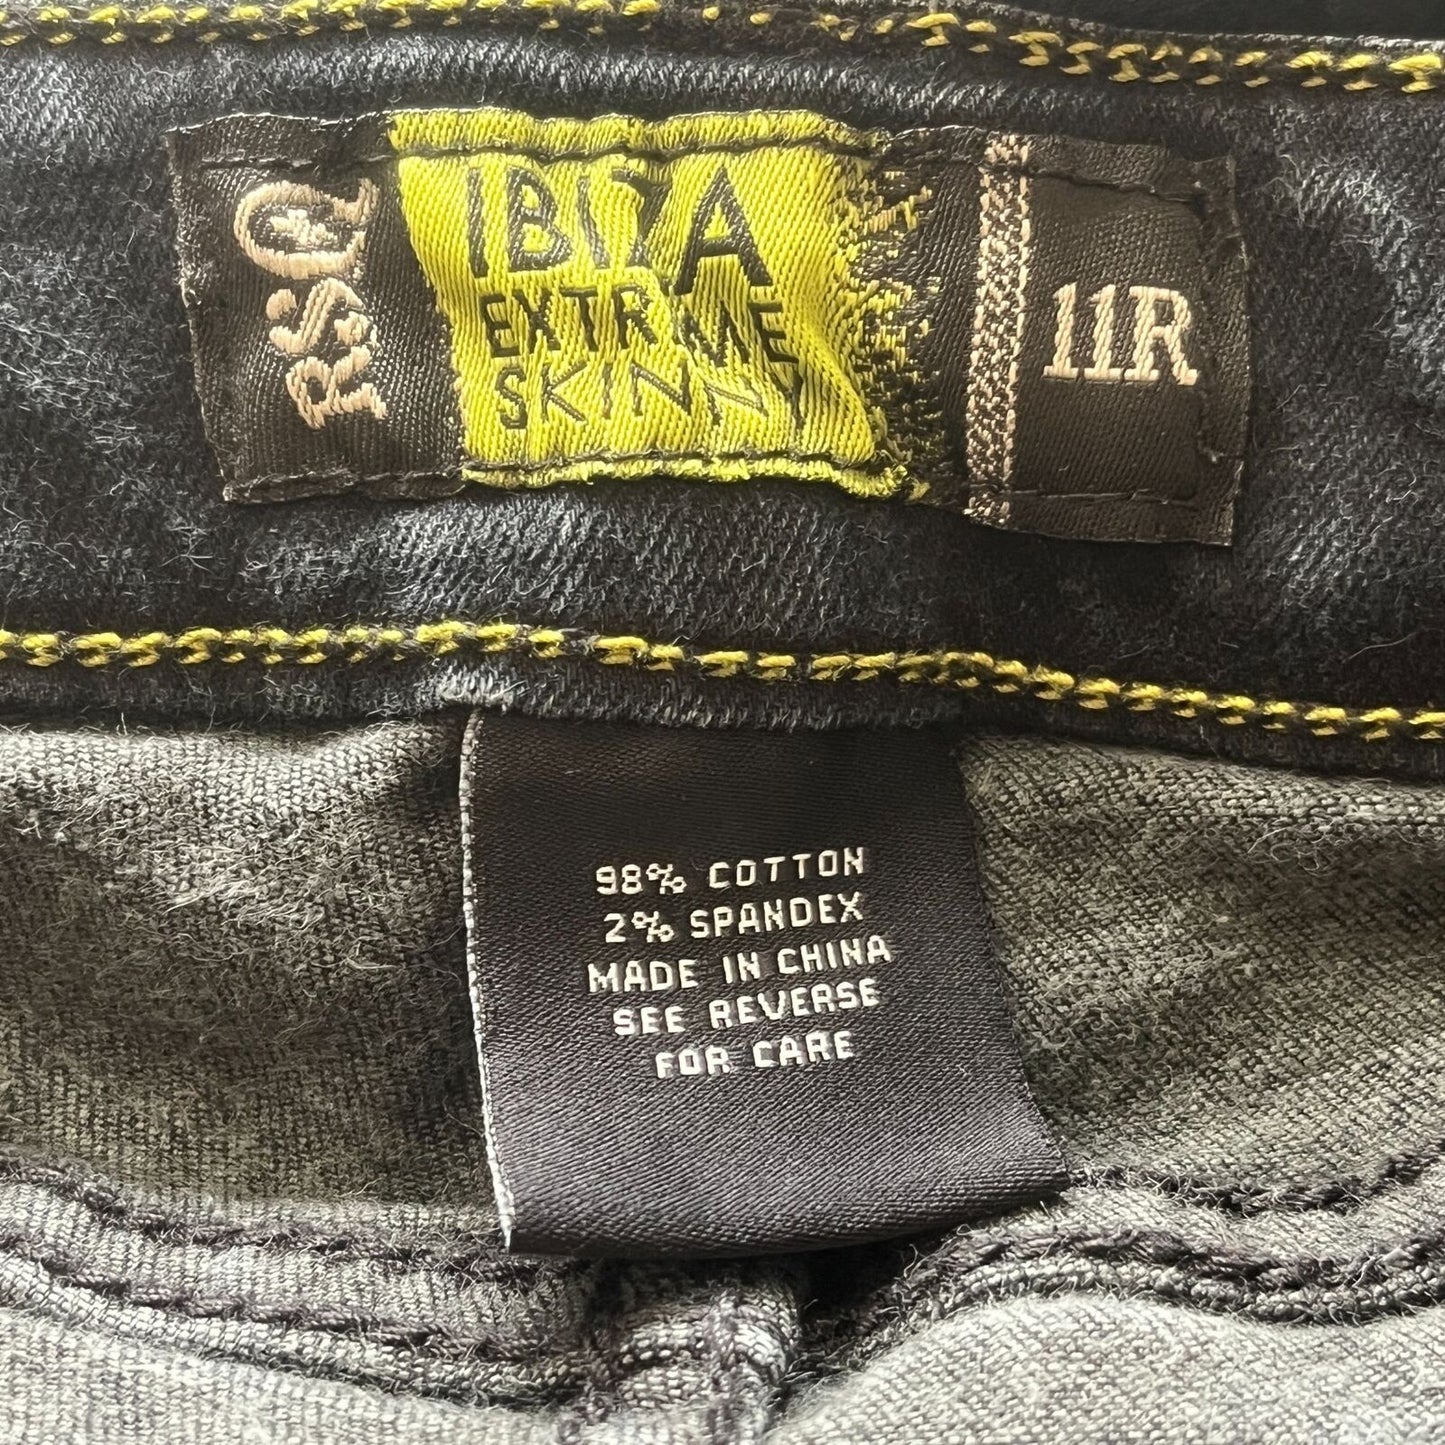 RSQ
IBIZA
EXTREME
SKINNY
11R
98% COTTON
2% SPANDEX
MADE IN CHINA
SEE REVERSE
FOR CARE